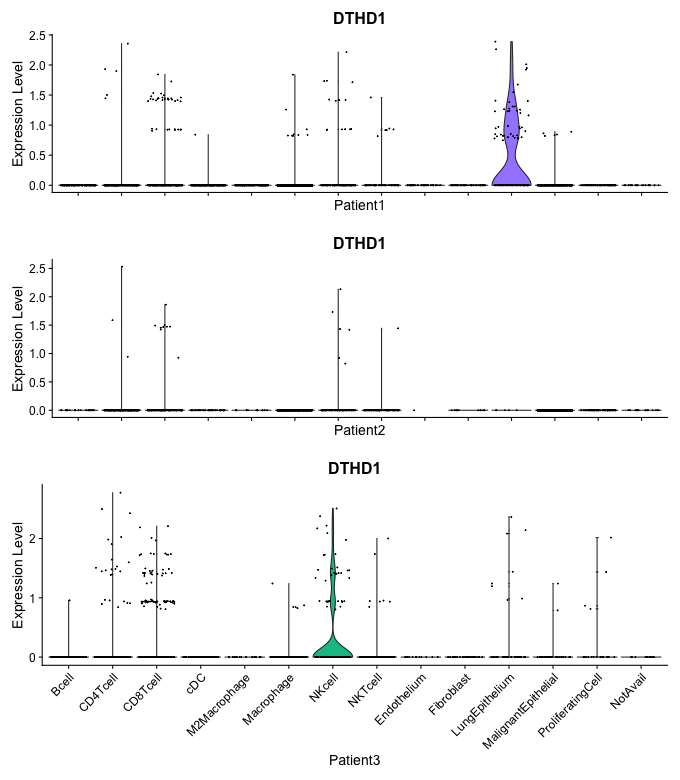 DTHD1
Expression Level
2.5
2.0
1.5
1.0
0.5
0.0
Patient1
DTHD1
Expression Level
2.5
2.0
1.5
1.0
0.5
0.0
Patient2
DTHD1
Expression Level
2
1
0
Bcell
CD4Tcell
CD8Tcell
cDC
M2Macrophage
Macrophage
NKcell
NKTcell
Endothelium
Fibroblast
LungEpithelium
MalignantEpithelial
ProliferatingCell
NotAvail
Patient3